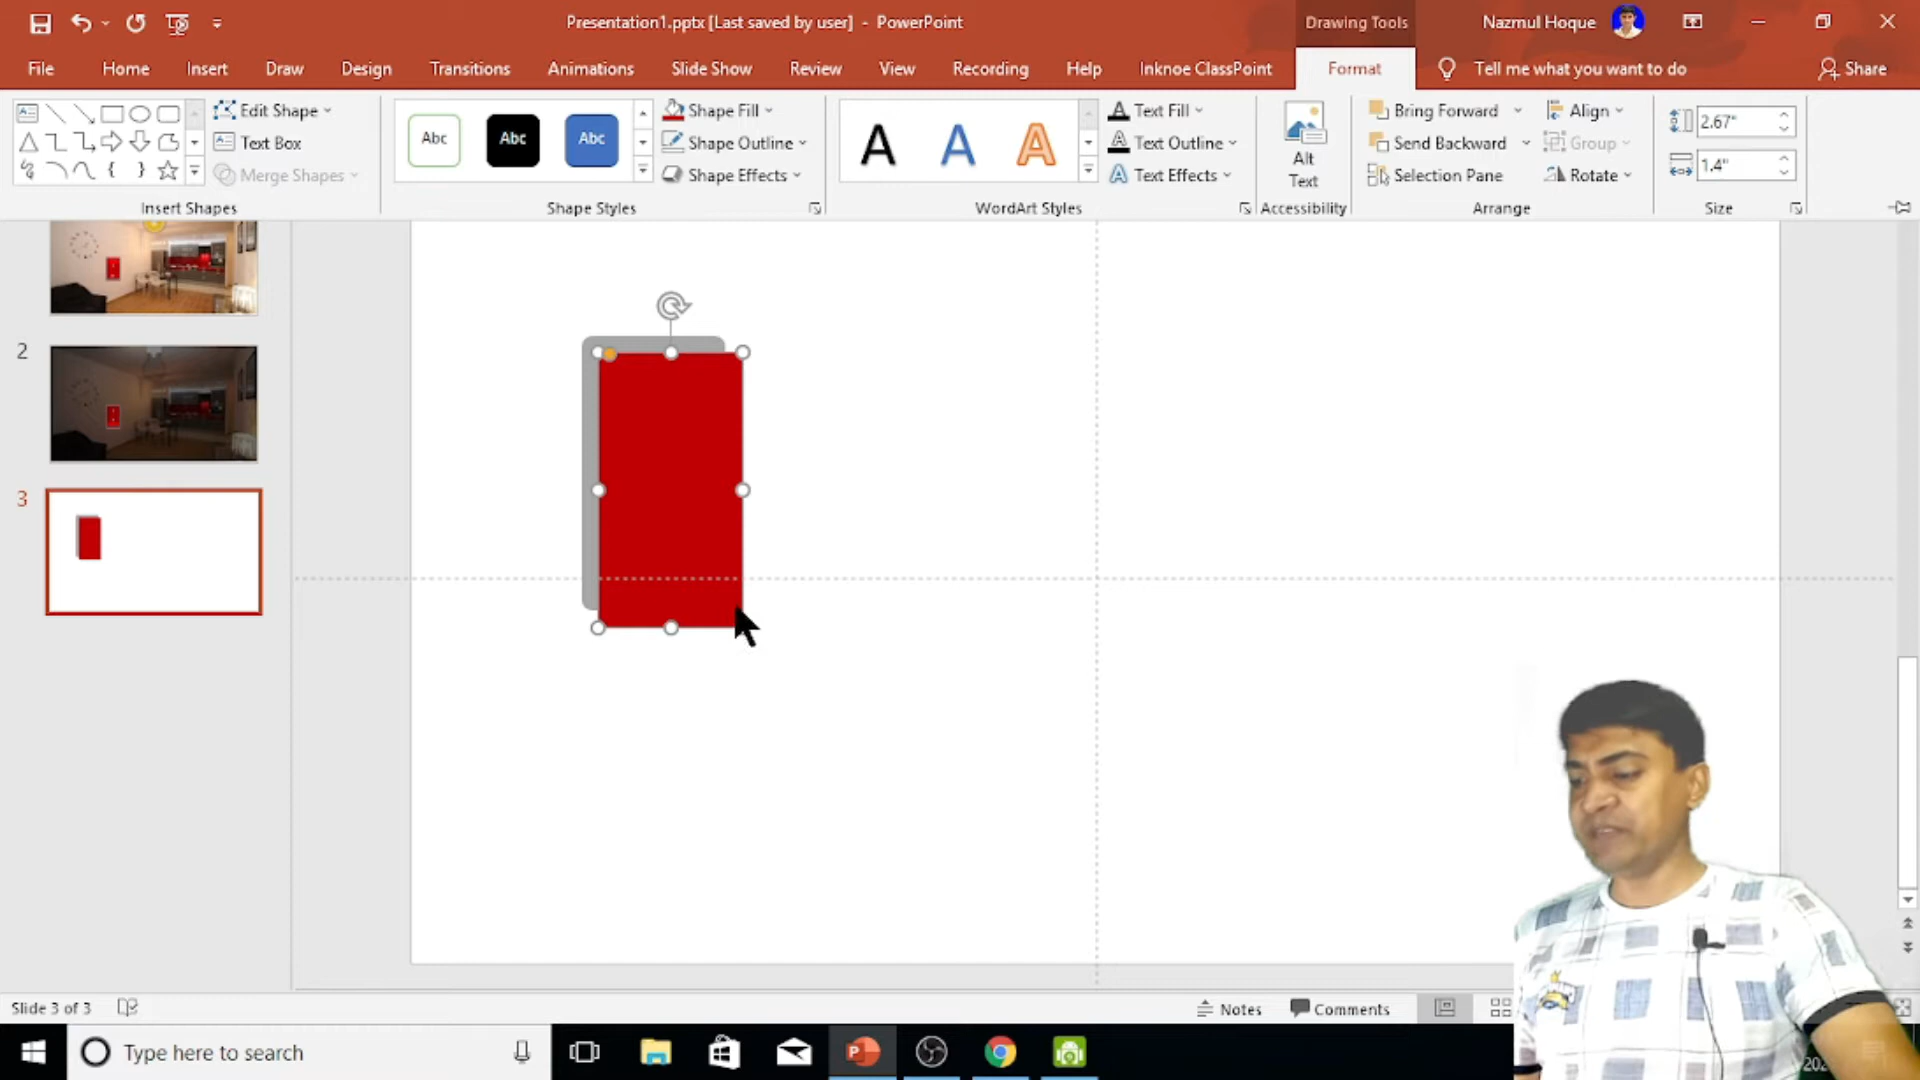 Presentation1.pptx [Last saved by user] - PowerPoint
Drawing Tools
Nazmul Hoque
File Home Insert Draw Design Transitions Animations Slide Show Review View Recording Help Inknoe ClassPoint Format Tell me what you want to do Share
Edit Shape
Text Box
Merge Shapes
Insert Shapes
Abc Abc Abc
Shape Fill
Shape Outline
Shape Effects
Shape Styles
A A A
Text Fill
Text Outline
Text Effects
WordArt Styles
Alt
Text
Accessibility
Bring Forward
Send Backward
Selection Pane
Align
Group
Rotate
Arrange
2.67"
1.4"
Size
2
3
Slide 3 of 3
Notes Comments
Type here to search